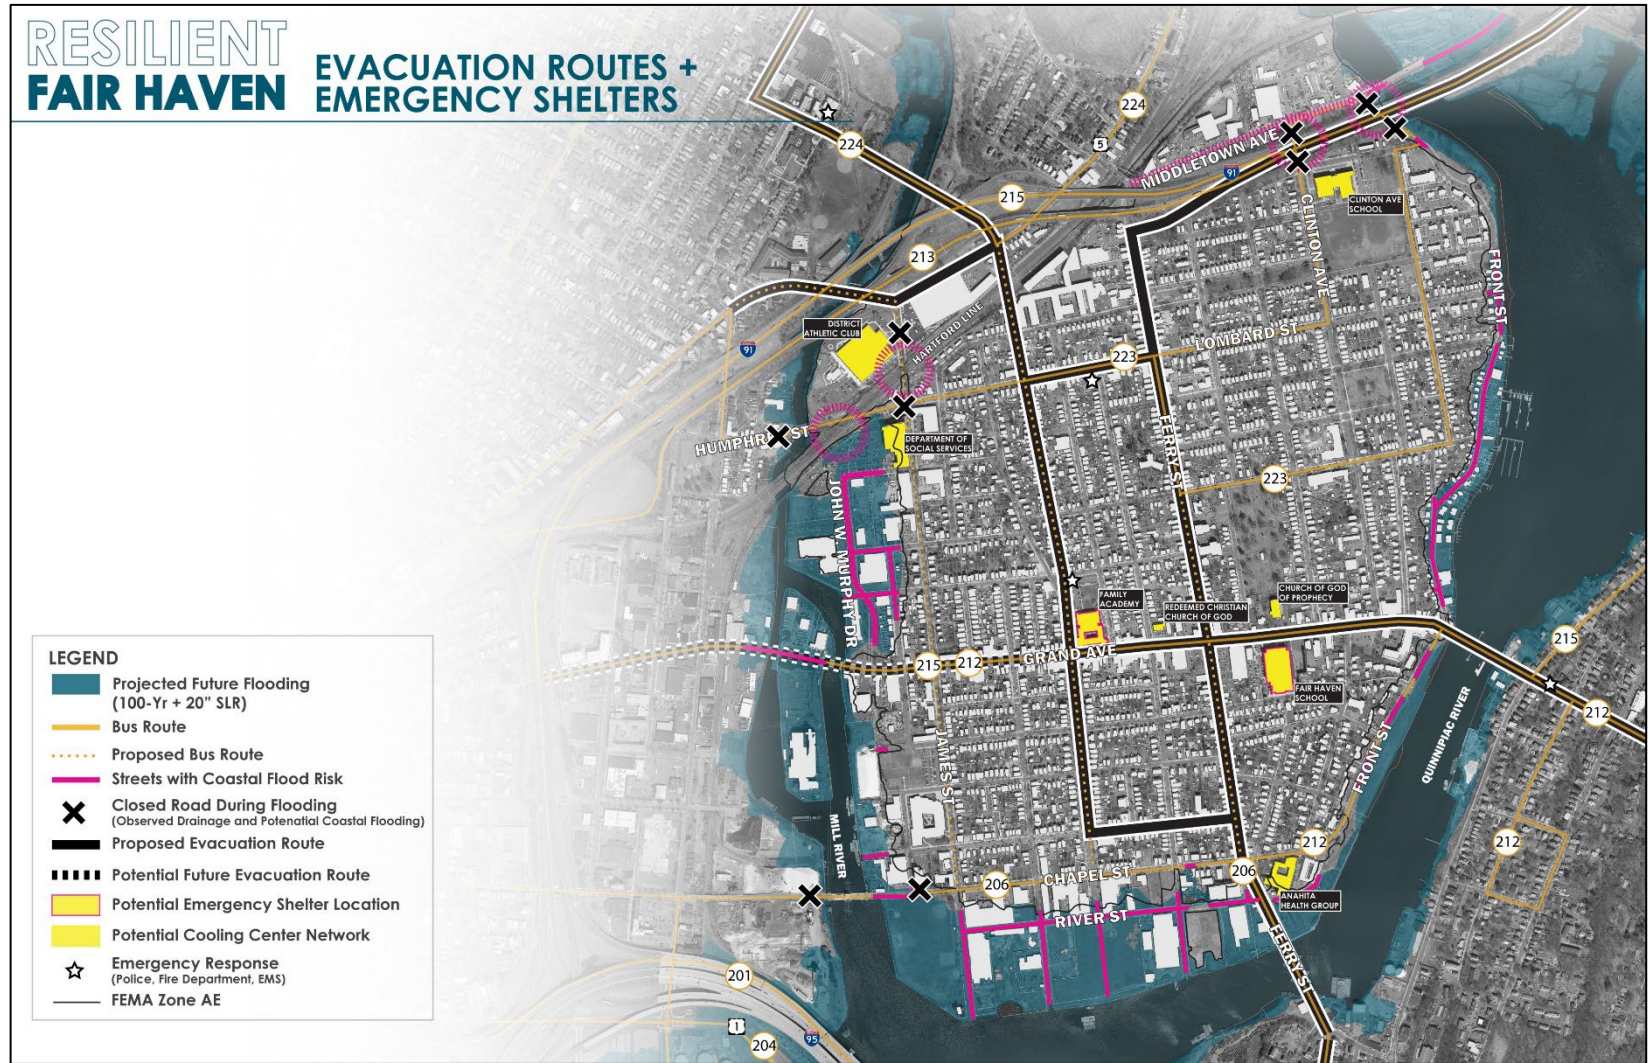 RESILIENT
FAIR HAVEN
EVACUATION ROUTES +
EMERGENCY SHELTERS
224
224
5
MIDDLETOWN AVE
91
215
213
CLINTON AVE
SCHOOL
CLINTON AVE
FRONT ST
DISTRICT
ATHLETIC CLUB
HARTFORD LINE
91
LOMBARD ST
223
HUMPHREY ST
DEPARTMENT OF
SOCIAL SERVICES
FERRY ST
223
JOHN W. MURPHY DR
FAMILY
ACADEMY
REDEEMED CHRISTIAN
CHURCH OF GOD
CHURCH OF GOD
OF PROPHECY
215
215
212
GRAND AVE
FAIR HAVEN
SCHOOL
212
QUINNIPIAC RIVER
FRONT ST
JAMES ST
MILL RIVER
212
212
206
CHAPEL ST
206
ANAHITA
HEALTH GROUP
RIVER ST
FERRY ST
201
1
204
95
LEGEND
Projected Future Flooding
(100-Yr + 20" SLR)
Bus Route
Proposed Bus Route
Streets with Coastal Flood Risk
Closed Road During Flooding
(Observed Drainage and Potenatial Coastal Flooding)
Proposed Evacuation Route
Potential Future Evacuation Route
Potential Emergency Shelter Location
Potential Cooling Center Network
Emergency Response
(Police, Fire Department, EMS)
FEMA Zone AE